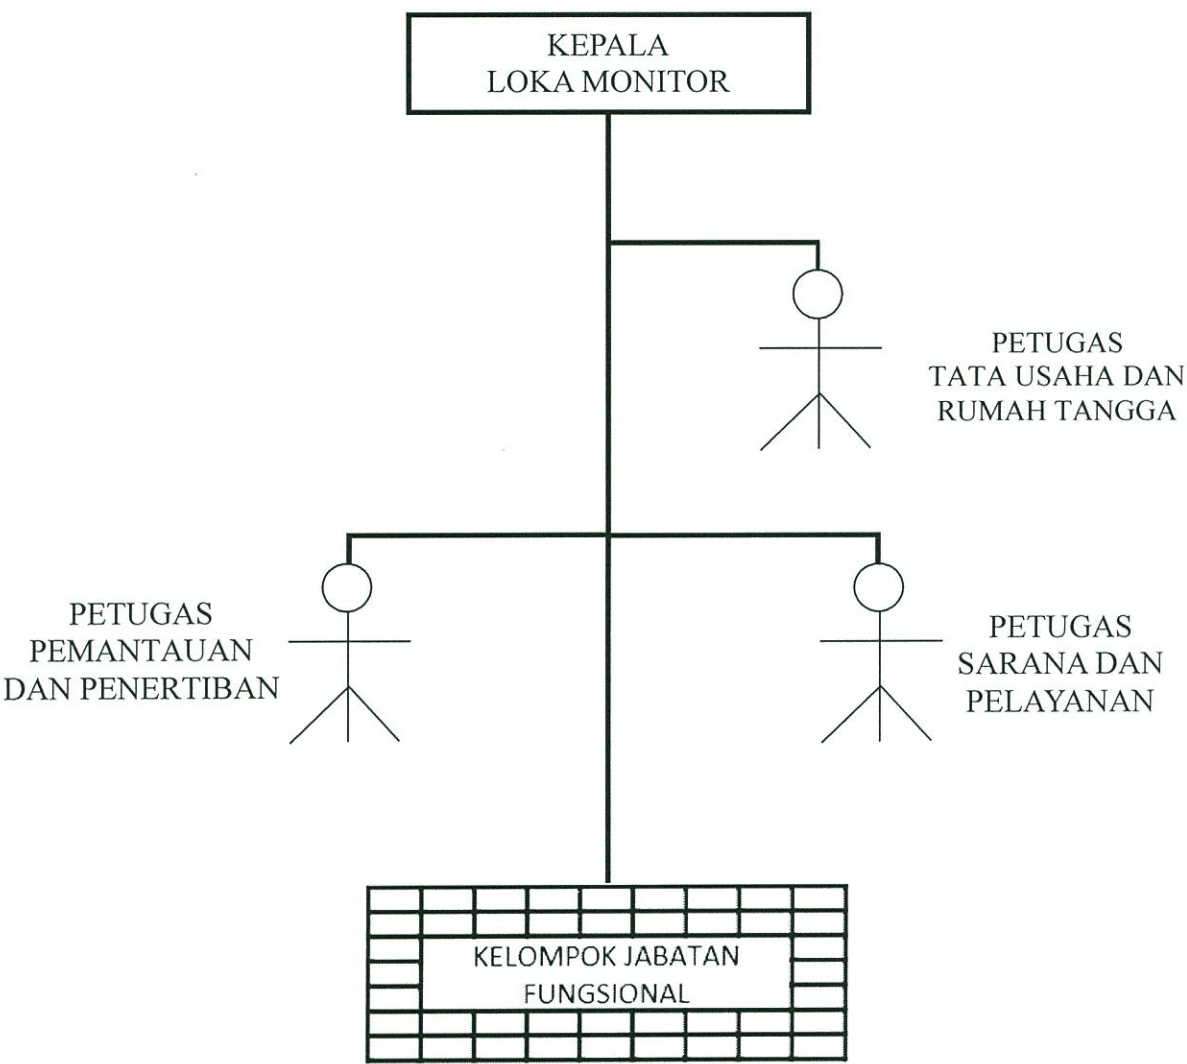 KEPALA
LOKA MONITOR
PETUGAS
TATA USAHA DAN
RUMAH TANGGA
PETUGAS
PEMANTAUAN
DAN PENERTIBAN
PETUGAS
SARANA DAN
PELAYANAN
KELOMPOK JABATAN
FUNGSIONAL